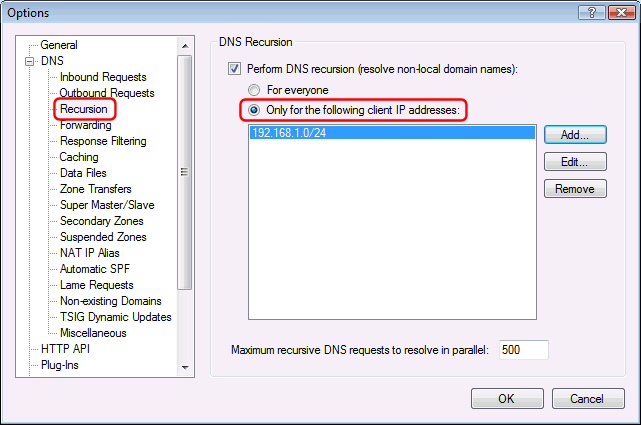 Options
General
DNS
Inbound Requests
Outbound Requests
Recursion
Forwarding
Response Filtering
Caching
Data Files
Zone Transfers
Super Master/Slave
Secondary Zones
Suspended Zones
NAT IP Alias
Automatic SPF
Lame Requests
Non-existing Domains
TSIG Dynamic Updates
Miscellaneous
HTTP API
Plug-Ins
DNS Recursion
Perform DNS recursion (resolve non-local domain names):
For everyone
Only for the following client IP addresses:
192.168.1.0/24
Add...
Edit...
Remove
Maximum recursive DNS requests to resolve in parallel: 500
OK
Cancel